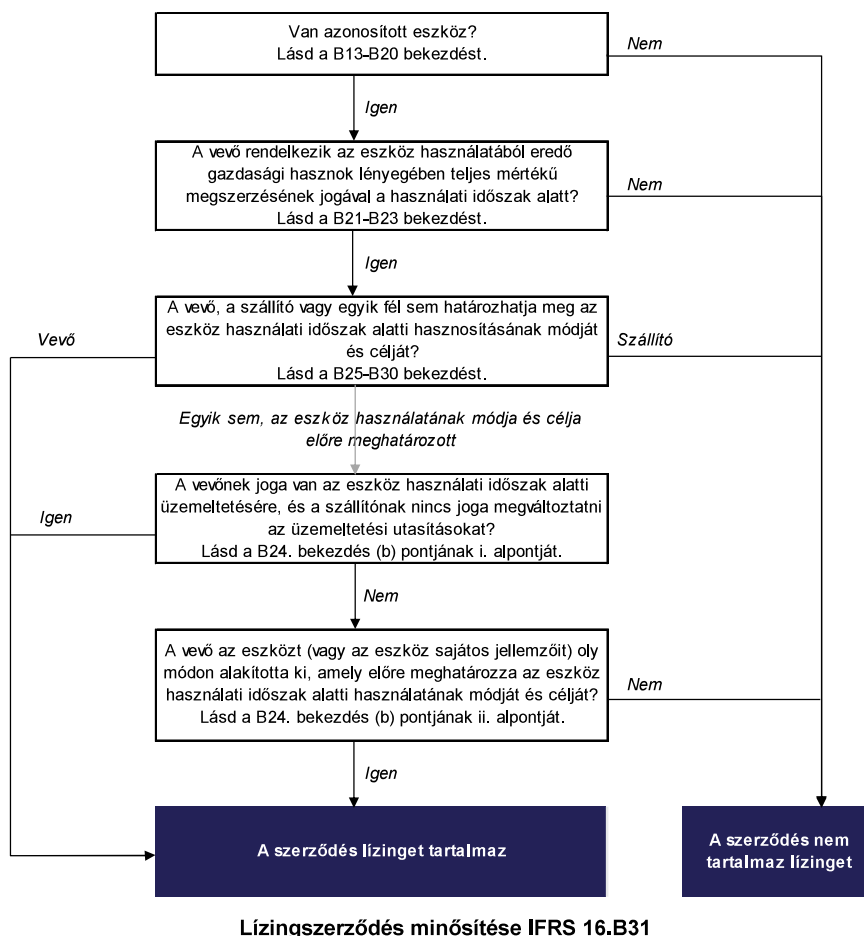 Van azonosított eszköz?
Lásd a B13-B20 bekezdést.
Nem
Igen
A vevő rendelkezik az eszköz használatából eredő
gazdasági hasznok lényegében teljes mértékű
megszerzésének jogával a használati időszak alatt?
Lásd a B21-B23 bekezdést.
Nem
Igen
A vevő, a szállító vagy egyik fél sem határozhatja meg az
eszköz használati időszak alatti hasznosításának módját
és célját?
Lásd a B25-B30 bekezdést.
Vevő
Szállító
Egyik sem, az eszköz használatának módja és célja
előre meghatározott
A vevőnek joga van az eszköz használati időszak alatti
üzemeltetésére, és a szállítónak nincs joga megváltoztatni
az üzemeltetési utasításokat?
Lásd a B24. bekezdés (b) pontjának i. alpontját.
Igen
Nem
A vevő az eszközt (vagy az eszköz sajátos jellemzőit) oly
módon alakította ki, amely előre meghatározza az eszköz
használati időszak alatti használatának módját és célját?
Lásd a B24. bekezdés (b) pontjának ii. alpontját.
Nem
Igen
A szerződés lízinget tartalmaz
A szerződés nem
tartalmaz lízinget
Lízingszerződés minősítése IFRS 16.B31